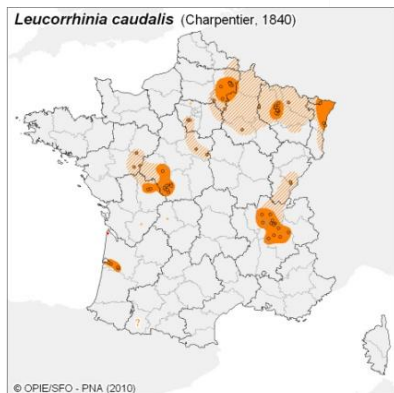 Leucorrhinia caudalis (Charpentier, 1840)
?
© OPIE/SFO - PNA (2010)